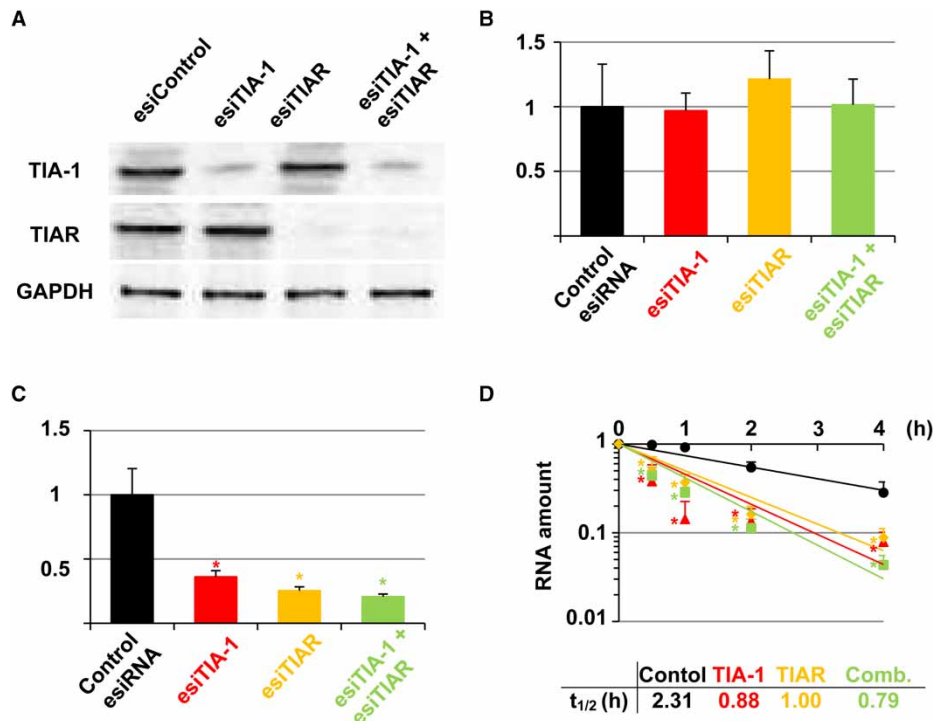 A
esiControl
esiTIA-1
esiTIAR
esiTIA-1 +
esiTIAR
TIA-1
TIAR
GAPDH
B
1.5
1
0.5
Control
esiRNA
esiTIA-1
esiTIAR
esiTIA-1 +
esiTIAR
C
1.5
1
0.5
Control
esiRNA
esiTIA-1
esiTIAR
esiTIA-1 +
esiTIAR
*
*
*
D
0 1 2 4 (h)
1
0.1
0.01
RNA amount
Contol TIA-1 TIAR Comb.
t1/2 (h) 2.31 0.88 1.00 0.79